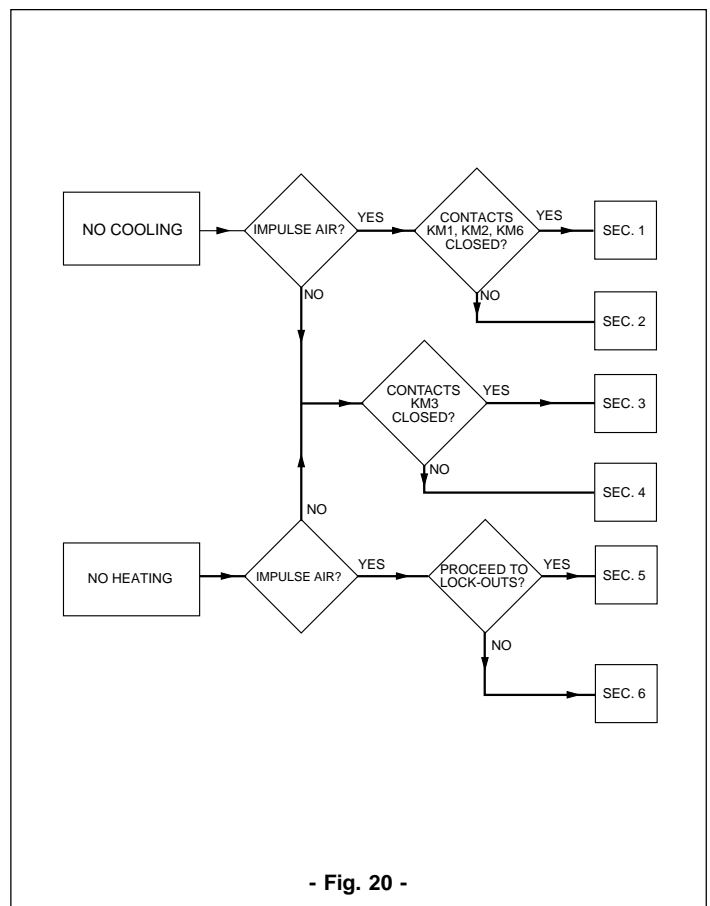 NO COOLING
IMPULSE AIR?
YES
CONTACTS
KM1, KM2, KM6
CLOSED?
YES
SEC. 1
NO
SEC. 2
NO
CONTACTS
KM3
CLOSED?
YES
SEC. 3
NO
SEC. 4
NO
NO HEATING
IMPULSE AIR?
YES
PROCEED TO
LOCK-OUTS?
YES
SEC. 5
NO
SEC. 6
- Fig. 20 -